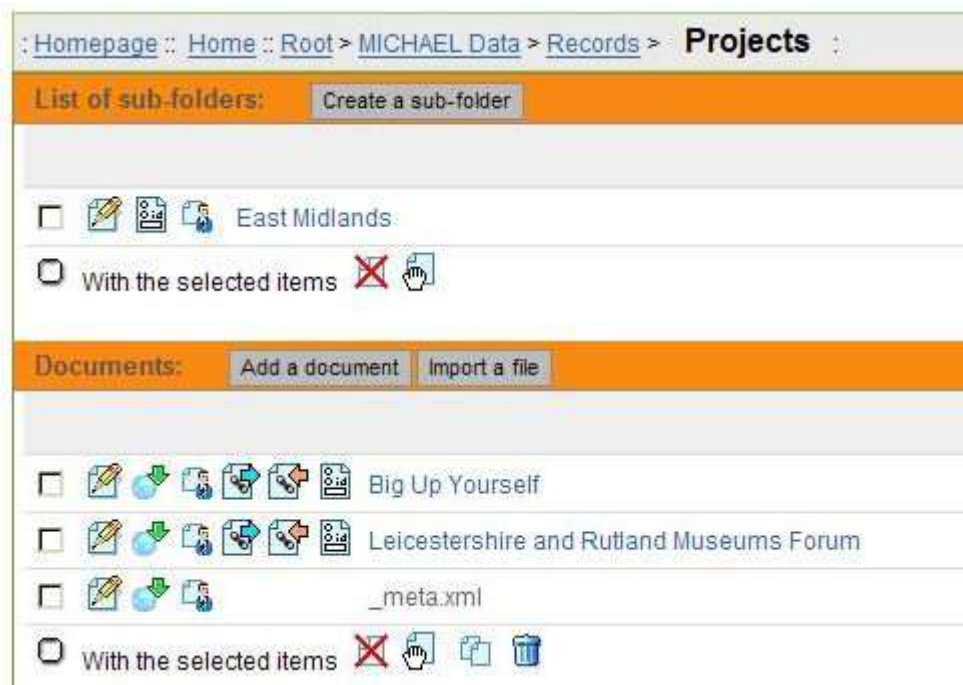 : Homepage :: Home :: Root > MICHAEL Data > Records > Projects :
List of sub-folders: Create a sub-folder
East Midlands
With the selected items
Documents: Add a document Import a file
Big Up Yourself
Leicestershire and Rutland Museums Forum
_meta.xml
With the selected items